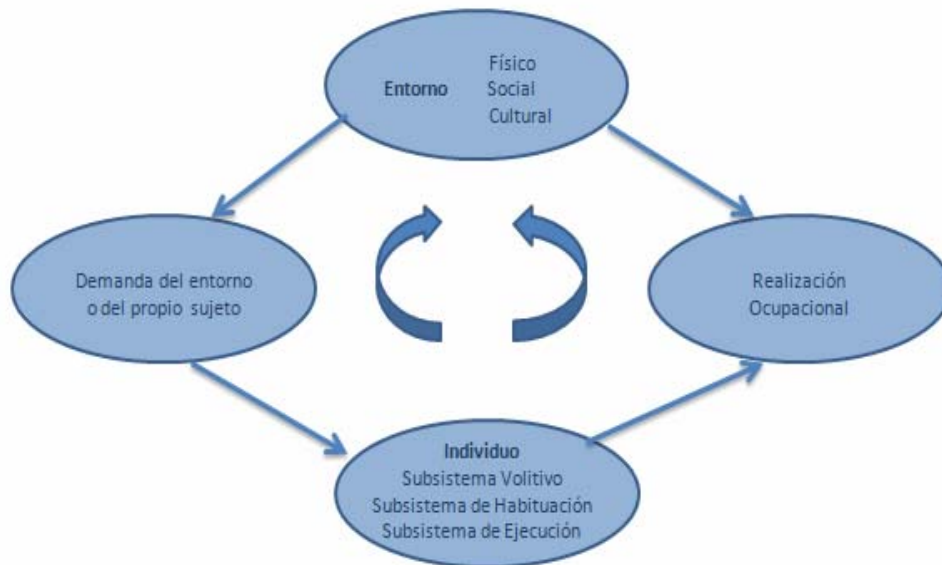 Físico
Entorno Social
Cultural
Demanda del entorno
o del propio sujeto
Realización
Ocupacional
Individuo
Subsistema Volitivo
Subsistema de Habituación
Subsistema de Ejecución